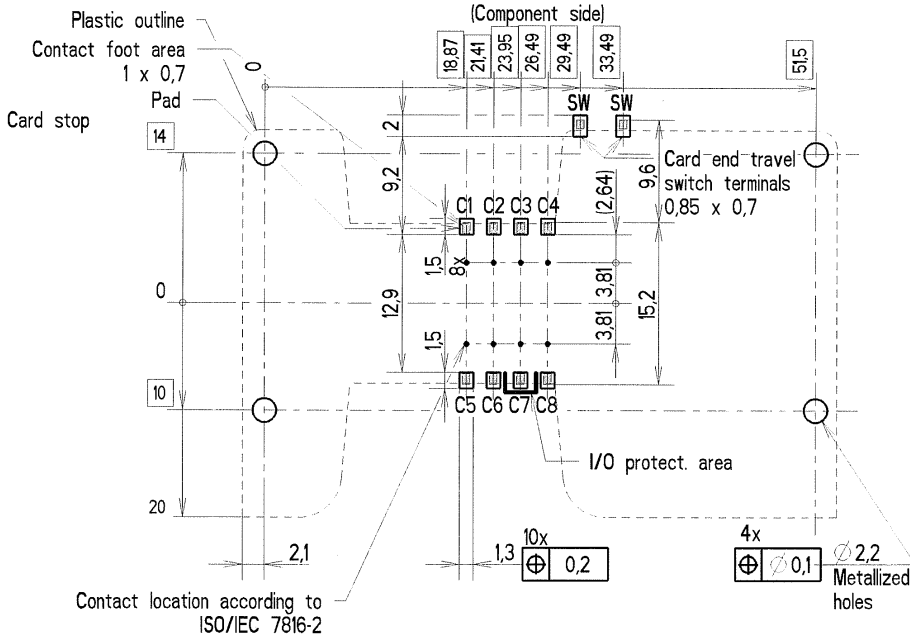 (Component side)
Plastic outline
Contact foot area
1 x 0,7
Pad
Card stop
0
18,87
21,41
23,95
26,49
29,49
33,49
51,5
SW SW
2
14
9,2
Card end travel
switch terminals
0,85 x 0,7
9,6
(2,64)
C1 C2 C3 C4
1,5
8x
0
12,9
3,81
3,81
15,2
1,5
10
C5 C6 C7 C8
I/O protect. area
20
10x
4x
2,1
1,3
⌖ 0,2
⌖ ∅ 0,1
∅ 2,2
Metallized
holes
Contact location according to
ISO/IEC 7816-2